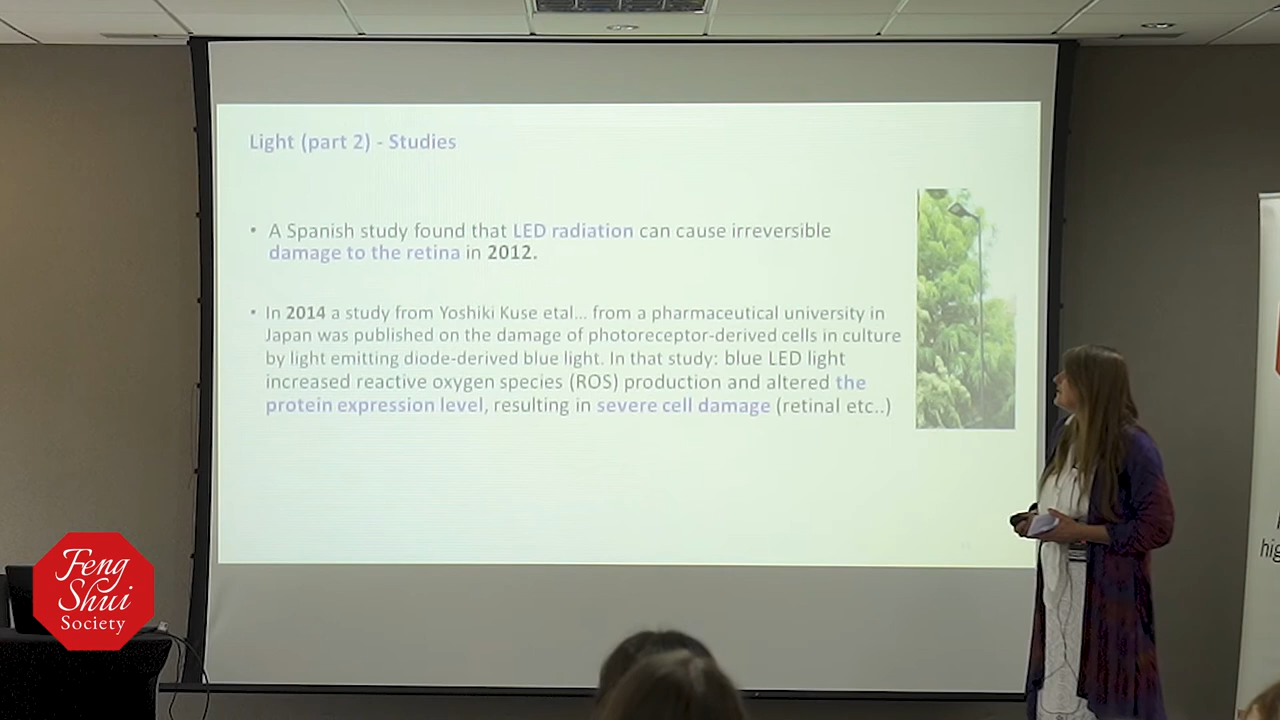 Light (part 2) - Studies
• A Spanish study found that LED radiation can cause irreversible
damage to the retina in 2012.
• In 2014 a study from Yoshiki Kuse etal... from a pharmaceutical university in
Japan was published on the damage of photoreceptor-derived cells in culture
by light emitting diode-derived blue light. In that study: blue LED light
increased reactive oxygen species (ROS) production and altered the
protein expression level, resulting in severe cell damage (retinal etc..)
Feng
Shui
Society
hig